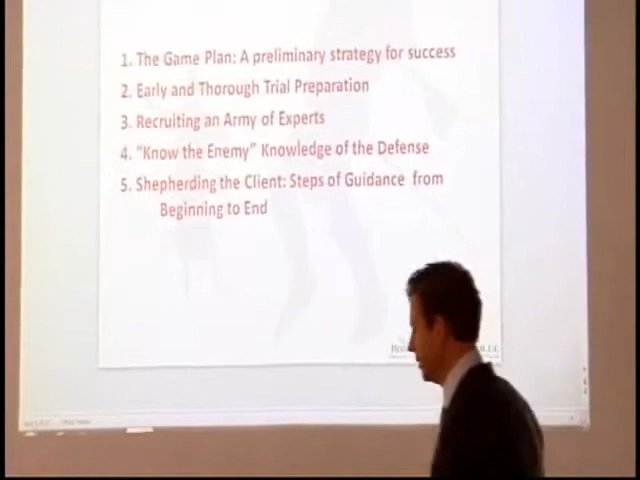 1. The Game Plan: A preliminary strategy for success
2. Early and Thorough Trial Preparation
3. Recruiting an Army of Experts
4. “Know the Enemy” Knowledge of the Defense
5. Shepherding the Client: Steps of Guidance from
Beginning to End